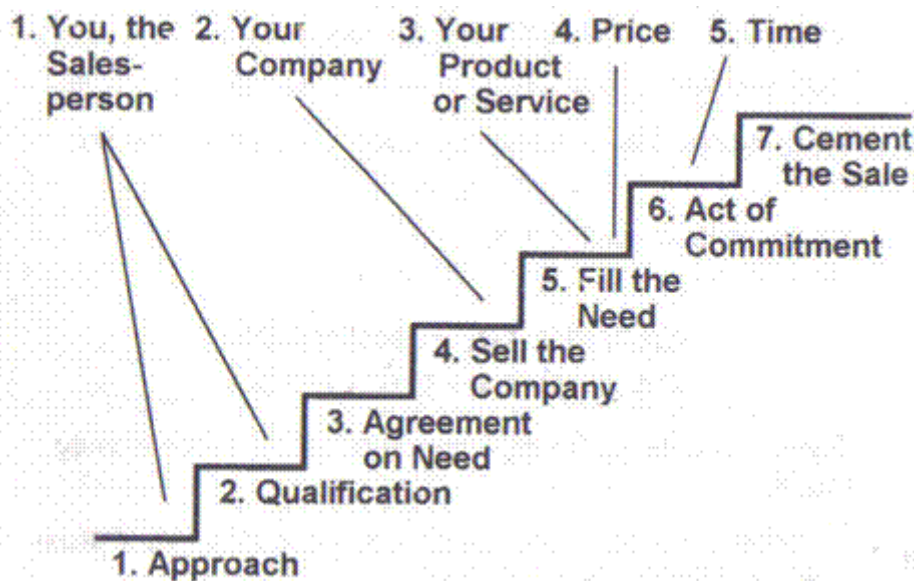 1. You, the
Sales-
person
2. Your
Company
3. Your
Product
or Service
4. Price
5. Time
7. Cement
the Sale
6. Act of
Commitment
5. Fill the
Need
4. Sell the
Company
3. Agreement
on Need
2. Qualification
1. Approach